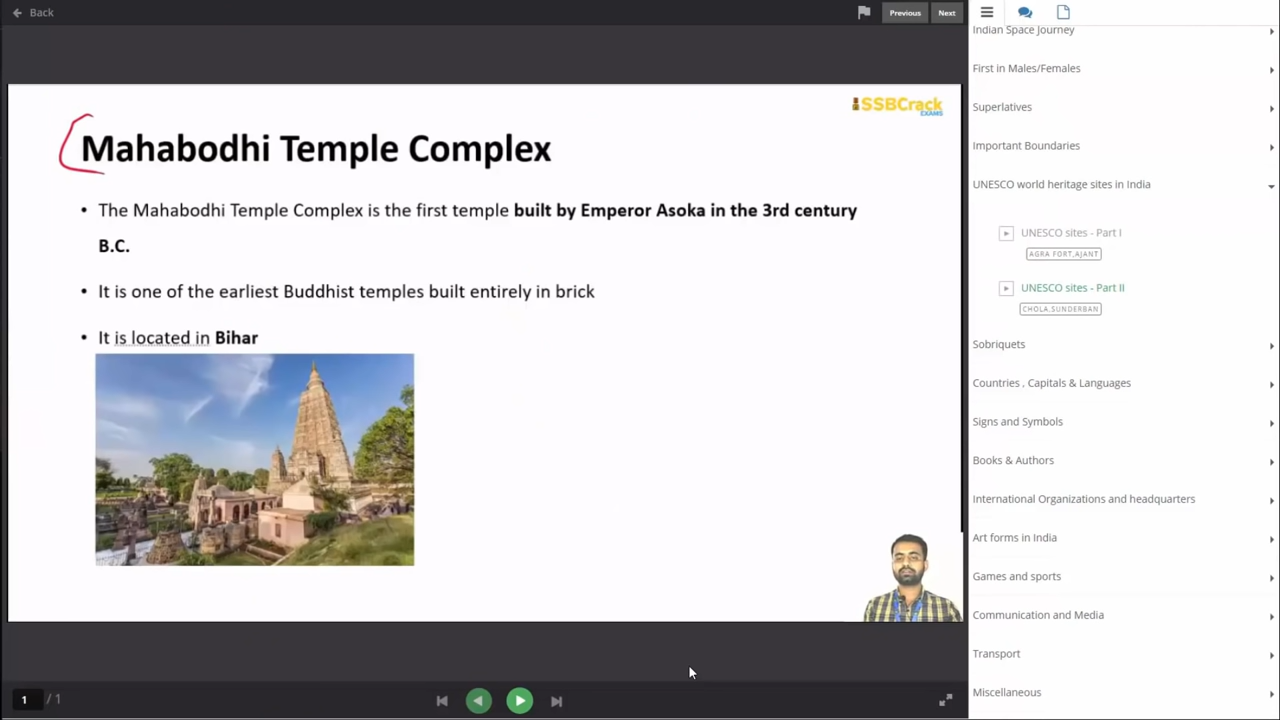 Back
Previous
Next
SSBCrack
EXAMS
Mahabodhi Temple Complex
• The Mahabodhi Temple Complex is the first temple built by Emperor Asoka in the 3rd century
B.C.
• It is one of the earliest Buddhist temples built entirely in brick
• It is located in Bihar
1 / 1
Indian Space Journey
First in Males/Females
Superlatives
Important Boundaries
UNESCO world heritage sites in India
UNESCO sites - Part I
AGRA FORT,AJANT
UNESCO sites - Part II
CHOLA,SUNDERBAN
Sobriquets
Countries , Capitals & Languages
Signs and Symbols
Books & Authors
International Organizations and headquarters
Art forms in India
Games and sports
Communication and Media
Transport
Miscellaneous